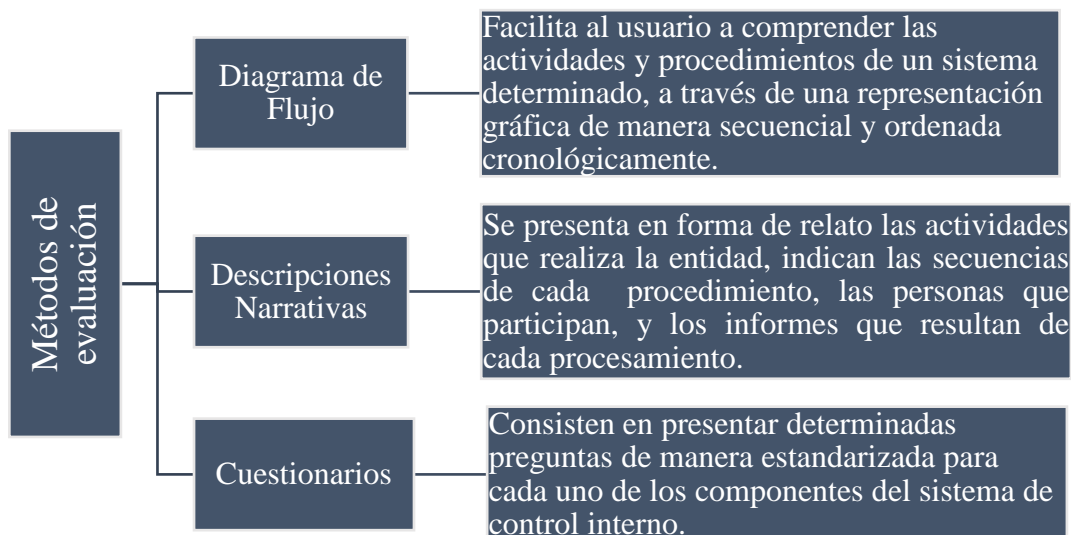 Métodos de
evaluación
Diagrama de
Flujo
Facilita al usuario a comprender las
actividades y procedimientos de un sistema
determinado, a través de una representación
gráfica de manera secuencial y ordenada
cronológicamente.
Descripciones
Narrativas
Se presenta en forma de relato las actividades
que realiza la entidad, indican las secuencias
de cada procedimiento, las personas que
participan, y los informes que resultan de
cada procesamiento.
Cuestionarios
Consisten en presentar determinadas
preguntas de manera estandarizada para
cada uno de los componentes del sistema de
control interno.